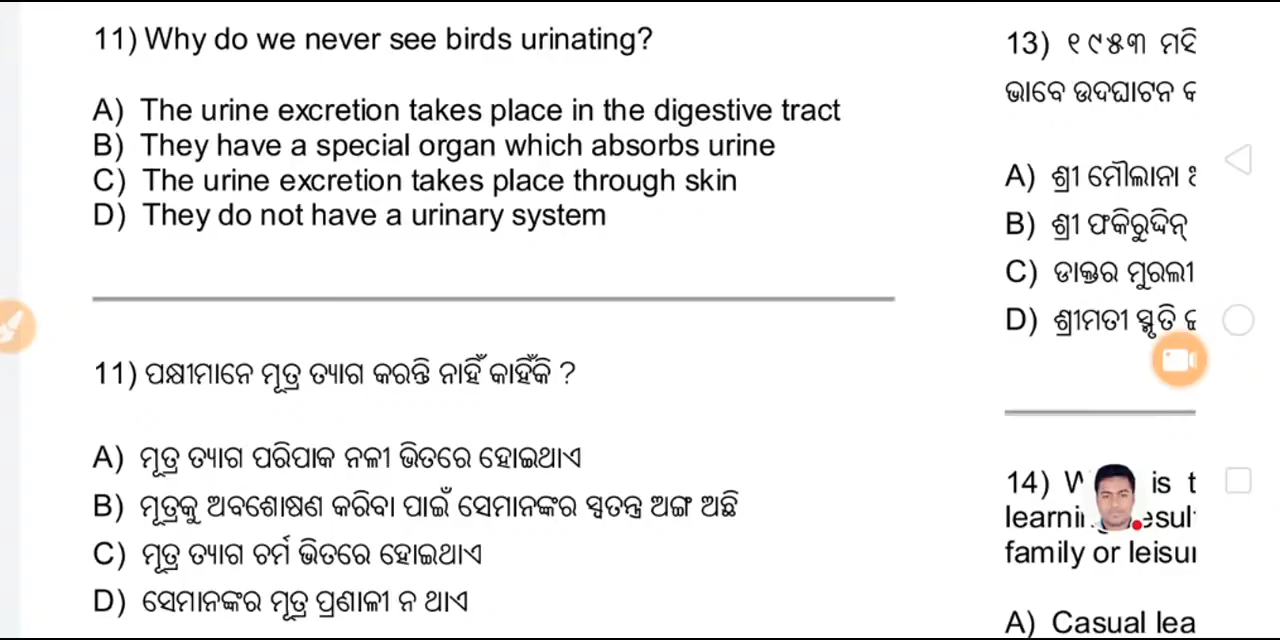 11) Why do we never see birds urinating?
A) The urine excretion takes place in the digestive tract
B) They have a special organ which absorbs urine
C) The urine excretion takes place through skin
D) They do not have a urinary system
11) ପକ୍ଷୀମାନେ ମୂତ୍ର ତ୍ୟାଗ କରନ୍ତି ନାହିଁ କାହିଁକି ?
A) ମୂତ୍ର ତ୍ୟାଗ ପରିପାକ ନଳୀ ଭିତରେ ହୋଇଥାଏ
B) ମୂତ୍ରକୁ ଅବଶୋଷଣ କରିବା ପାଇଁ ସେମାନଙ୍କର ସ୍ୱତନ୍ତ୍ର ଅଙ୍ଗ ଅଛି
C) ମୂତ୍ର ତ୍ୟାଗ ଚର୍ମ ଭିତରେ ହୋଇଥାଏ
D) ସେମାନଙ୍କର ମୂତ୍ର ପ୍ରଣାଳୀ ନ ଥାଏ
13) ୧୯୫୩ ମସି
ଭାବେ ଉଦଘାଟନ
A) ଶ୍ରୀ ମୌଲାନା
B) ଶ୍ରୀ ଫକିରୁଦ୍ଦିନ୍
C) ଡାକ୍ତର ମୁରଲୀ
D) ଶ୍ରୀମତୀ ସ୍ମୃତି
14) is t
family or leisu
A) Casual lea